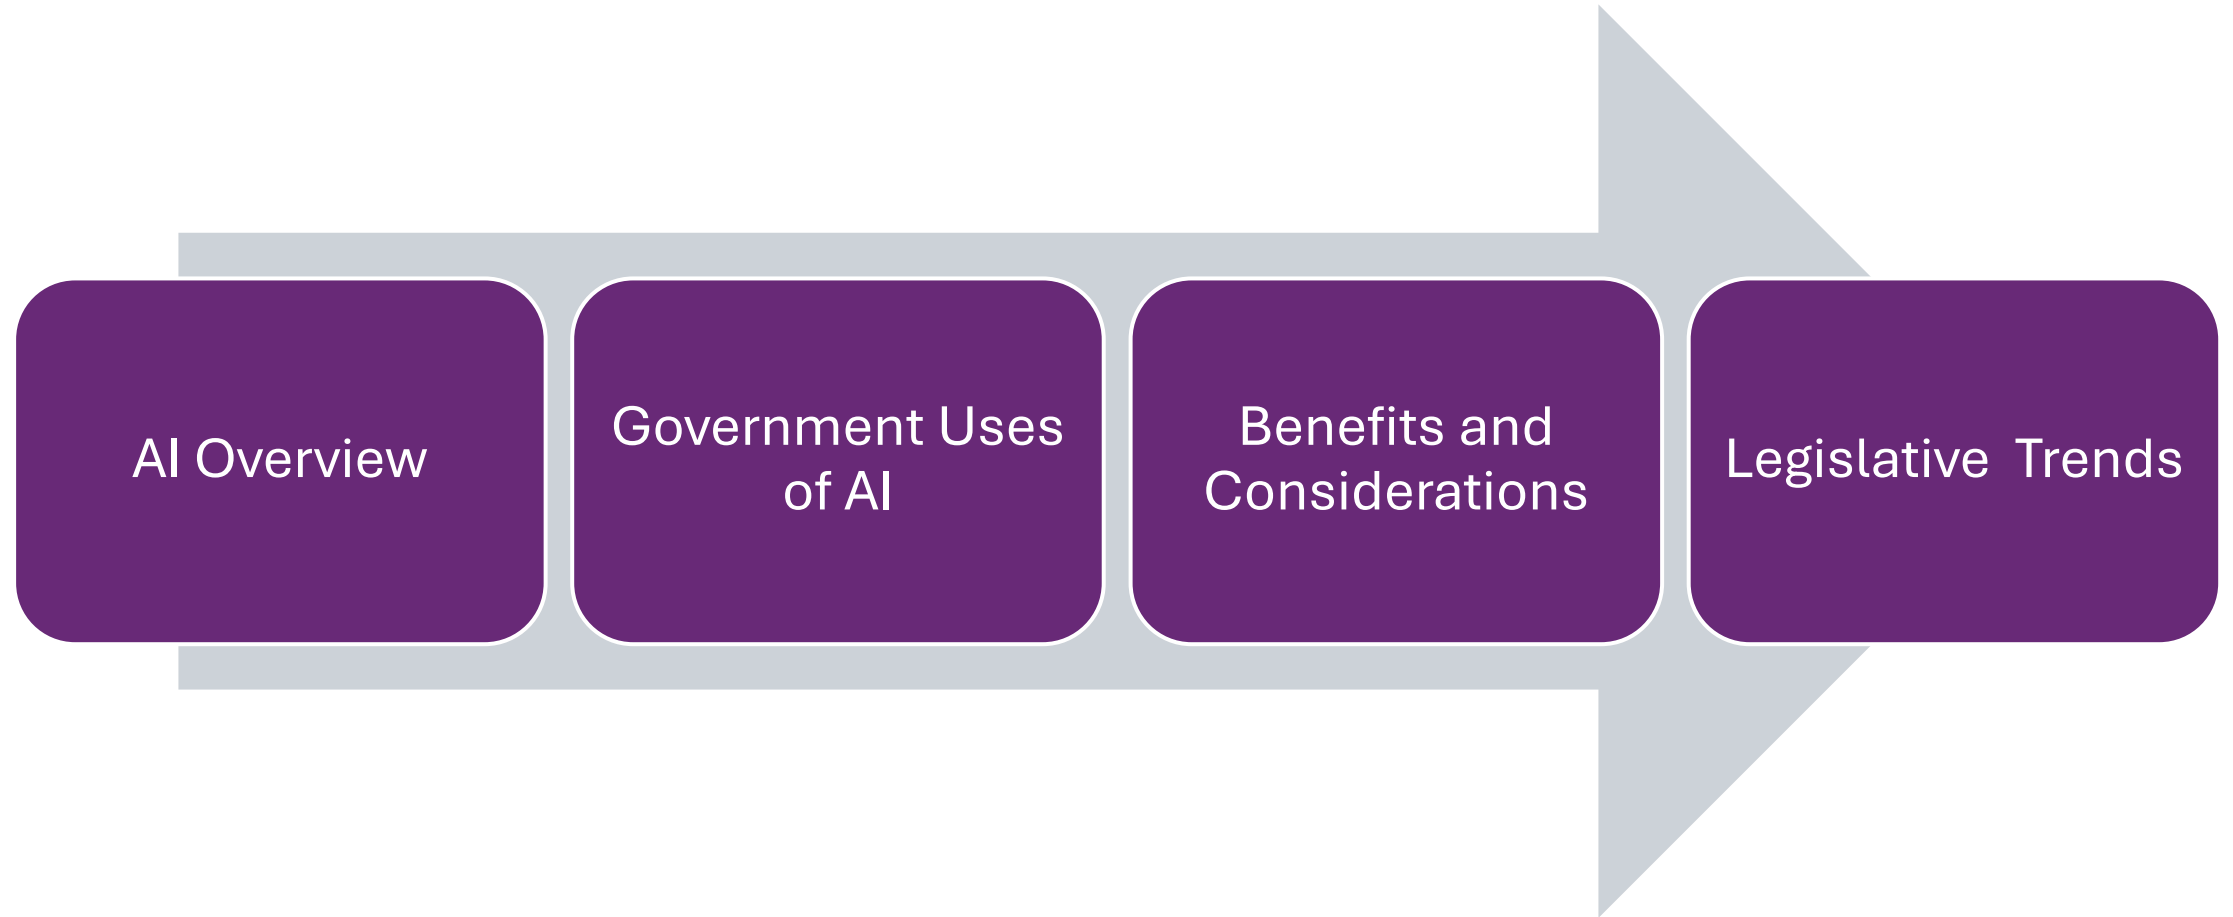 AI Overview
Government Uses
of AI
Benefits and
Considerations
Legislative  Trends